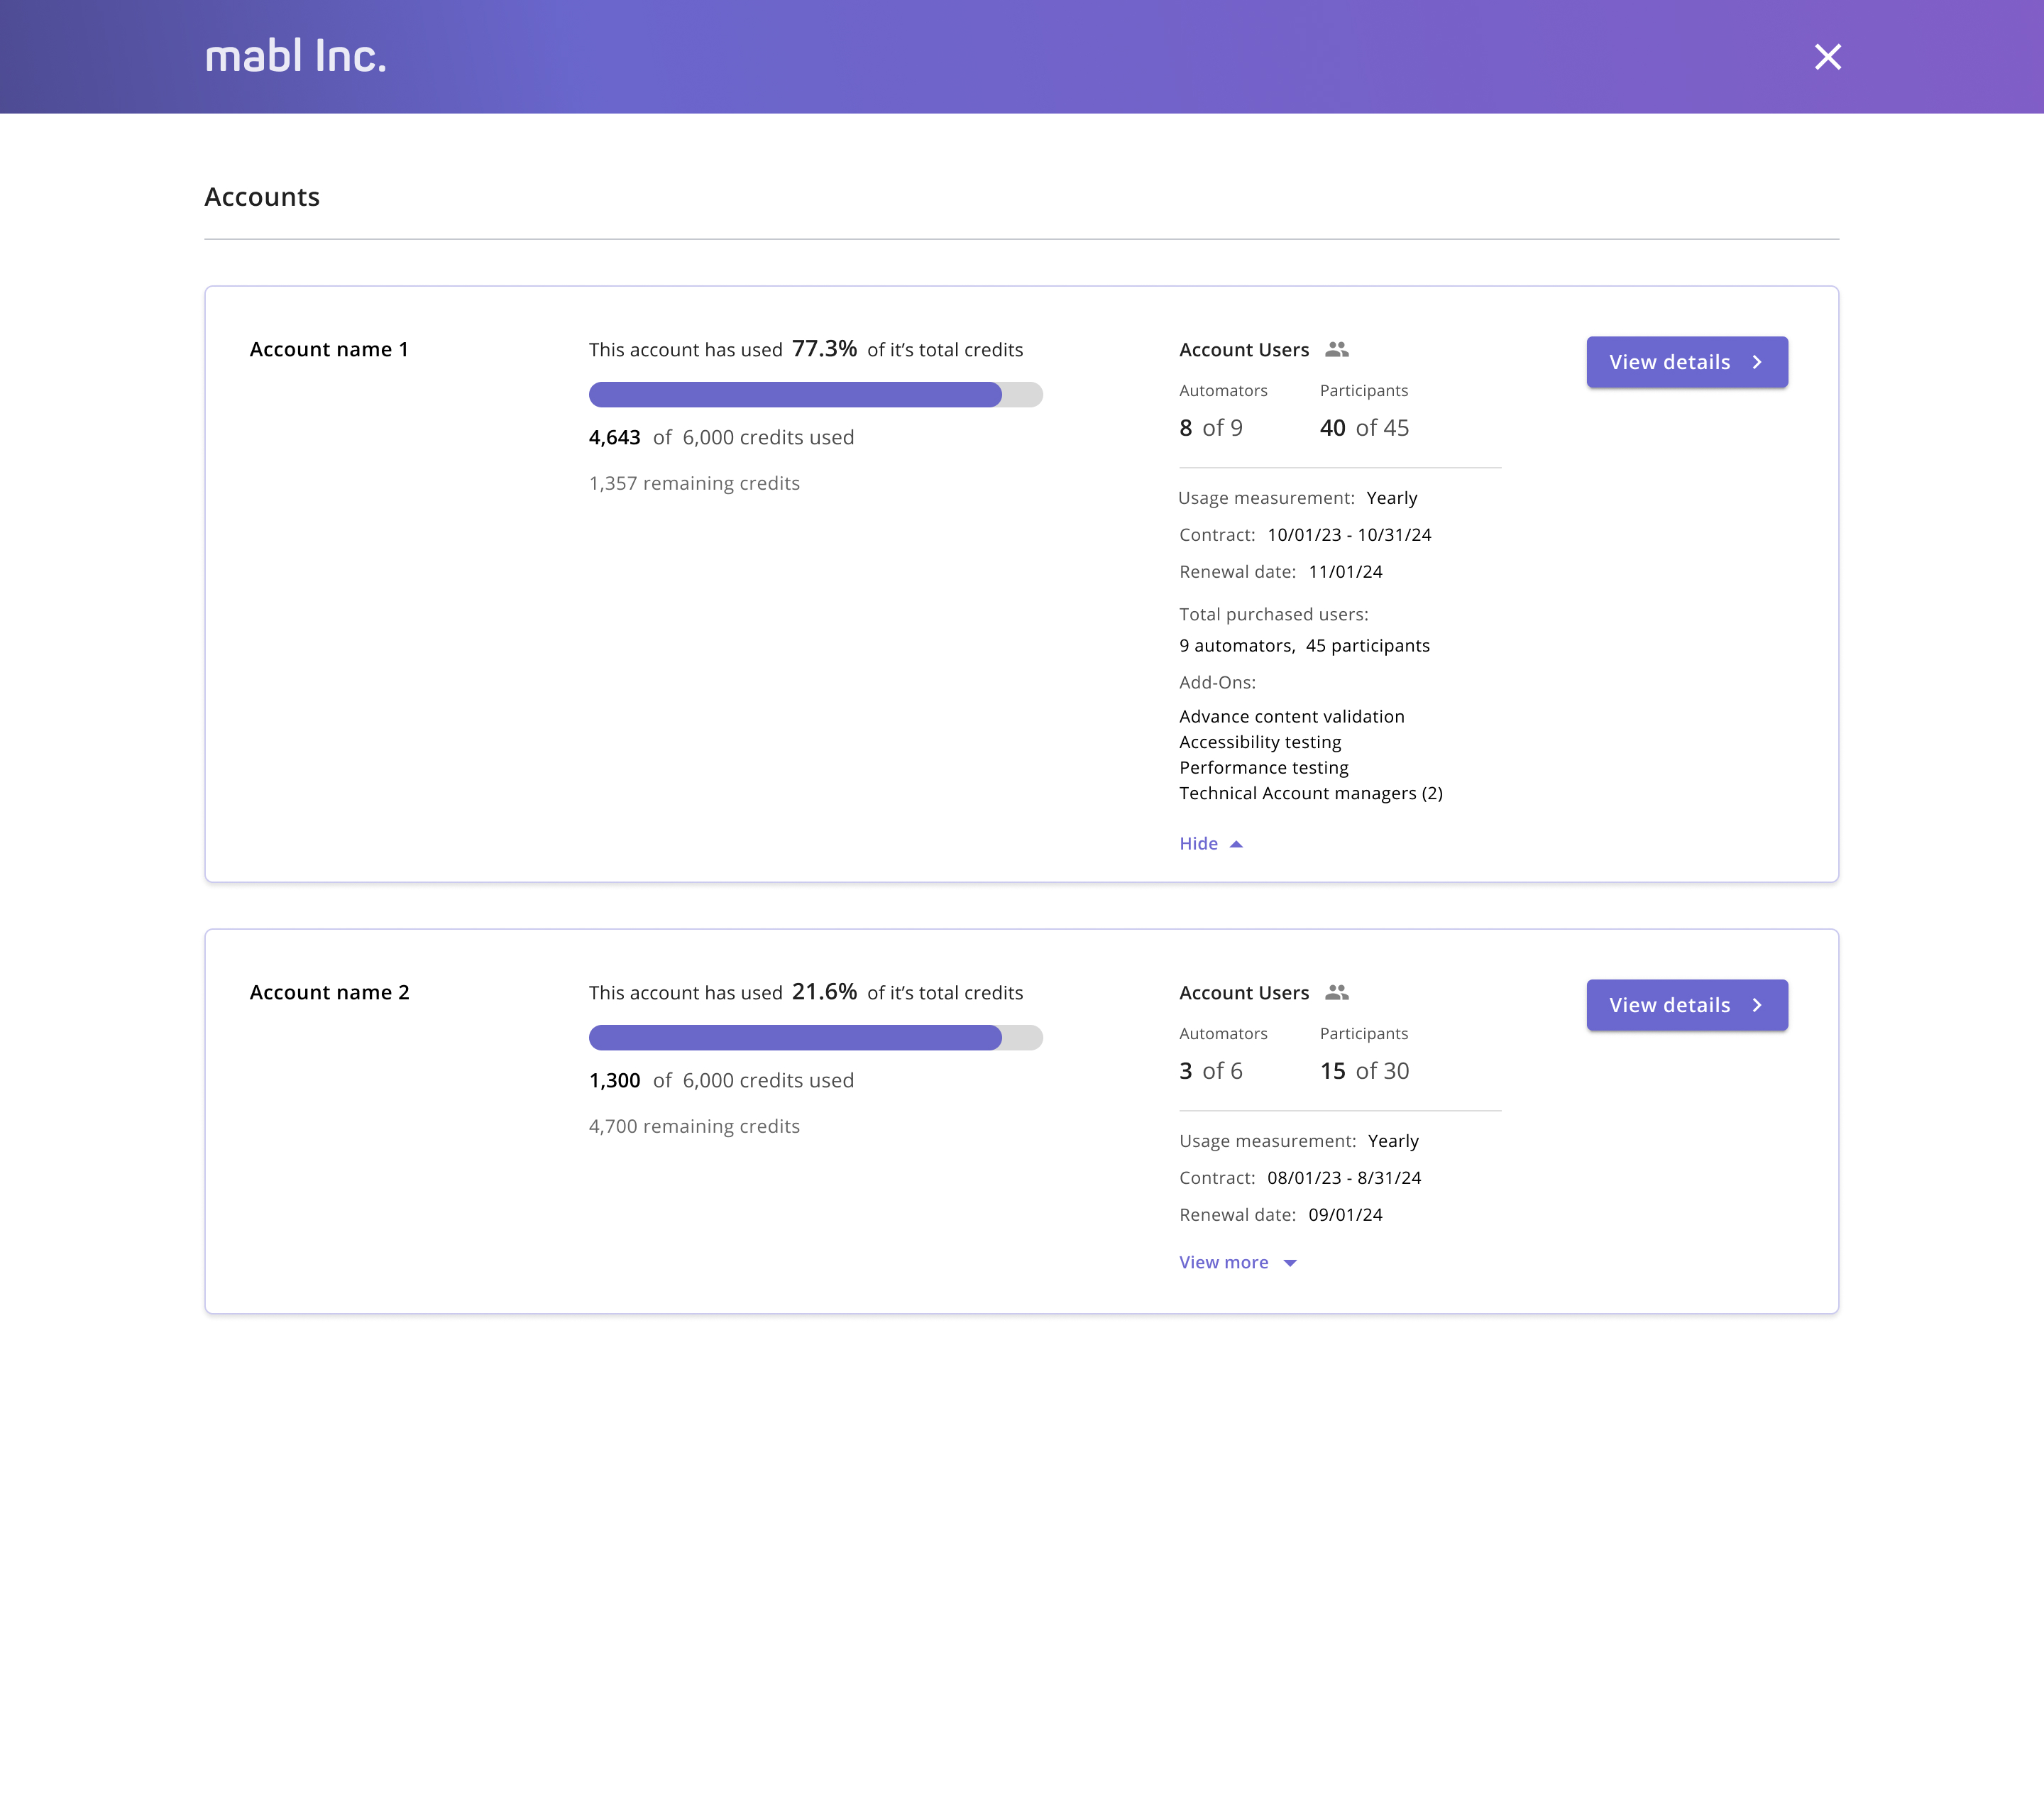 mabl Inc.
Accounts
Account name 1
This account has used 77.3% of it’s total credits
4,643 of 6,000 credits used
1,357 remaining credits
Account Users
Automators Participants
8 of 9 40 of 45
Usage measurement: Yearly
Contract: 10/01/23 - 10/31/24
Renewal date: 11/01/24
Total purchased users:
9 automators, 45 participants
Add-Ons:
Advance content validation
Accessibility testing
Performance testing
Technical Account managers (2)
Hide
View details
Account name 2
This account has used 21.6% of it’s total credits
1,300 of 6,000 credits used
4,700 remaining credits
Account Users
Automators Participants
3 of 6 15 of 30
Usage measurement: Yearly
Contract: 08/01/23 - 8/31/24
Renewal date: 09/01/24
View more
View details